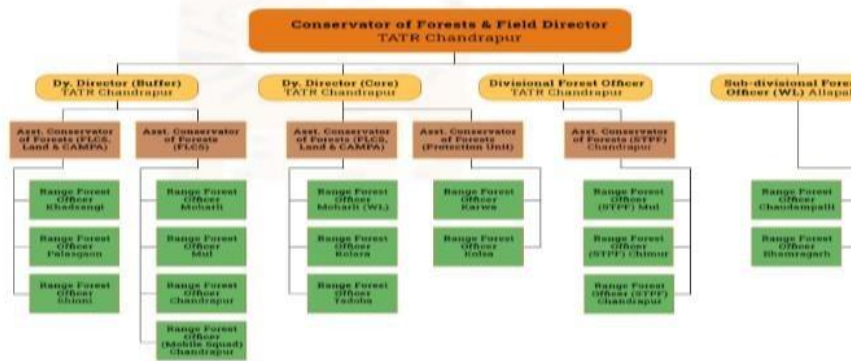 Conservator of Forests & Field Director
TATR Chandrapur
Dy. Director (Buffer)
TATR Chandrapur
Dy. Director (Core)
TATR Chandrapur
Divisional Forest Officer
TATR Chandrapur
Sub-divisional Fores
Officer (WL) Allapal
Asst. Conservator
of Forests (FLCS,
Land & CAMPA)
Asst. Conservator
of Forests
(FLCS)
Asst. Conservator
of Forests (FLCS,
Land & CAMPA)
Asst. Conservator
of Forests
(Protection Unit)
Asst. Conservator
of Forests (STPF)
Chandrapur
Range Forest
Officer
Khadsangi
Range Forest
Officer
Palasgaon
Range Forest
Officer
Range Forest
Officer
Moharli
Range Forest
Officer
Mul
Range Forest
Officer
Chandrapur
Range Forest
Officer
(Mobile Squad)
Chandrapur
Range Forest
Officer
Moharli (WL)
Range Forest
Officer
Kolara
Range Forest
Officer
Tadoba
Range Forest
Officer
Karwa
Range Forest
Officer
Kolsa
Range Forest
Officer
(STPF) Mul
Range Forest
Officer
(STPF) Chimur
Range Forest
Officer (STPF)
Chandrapur
Range Forest
Officer
Range Forest
Officer
Bhamragarh